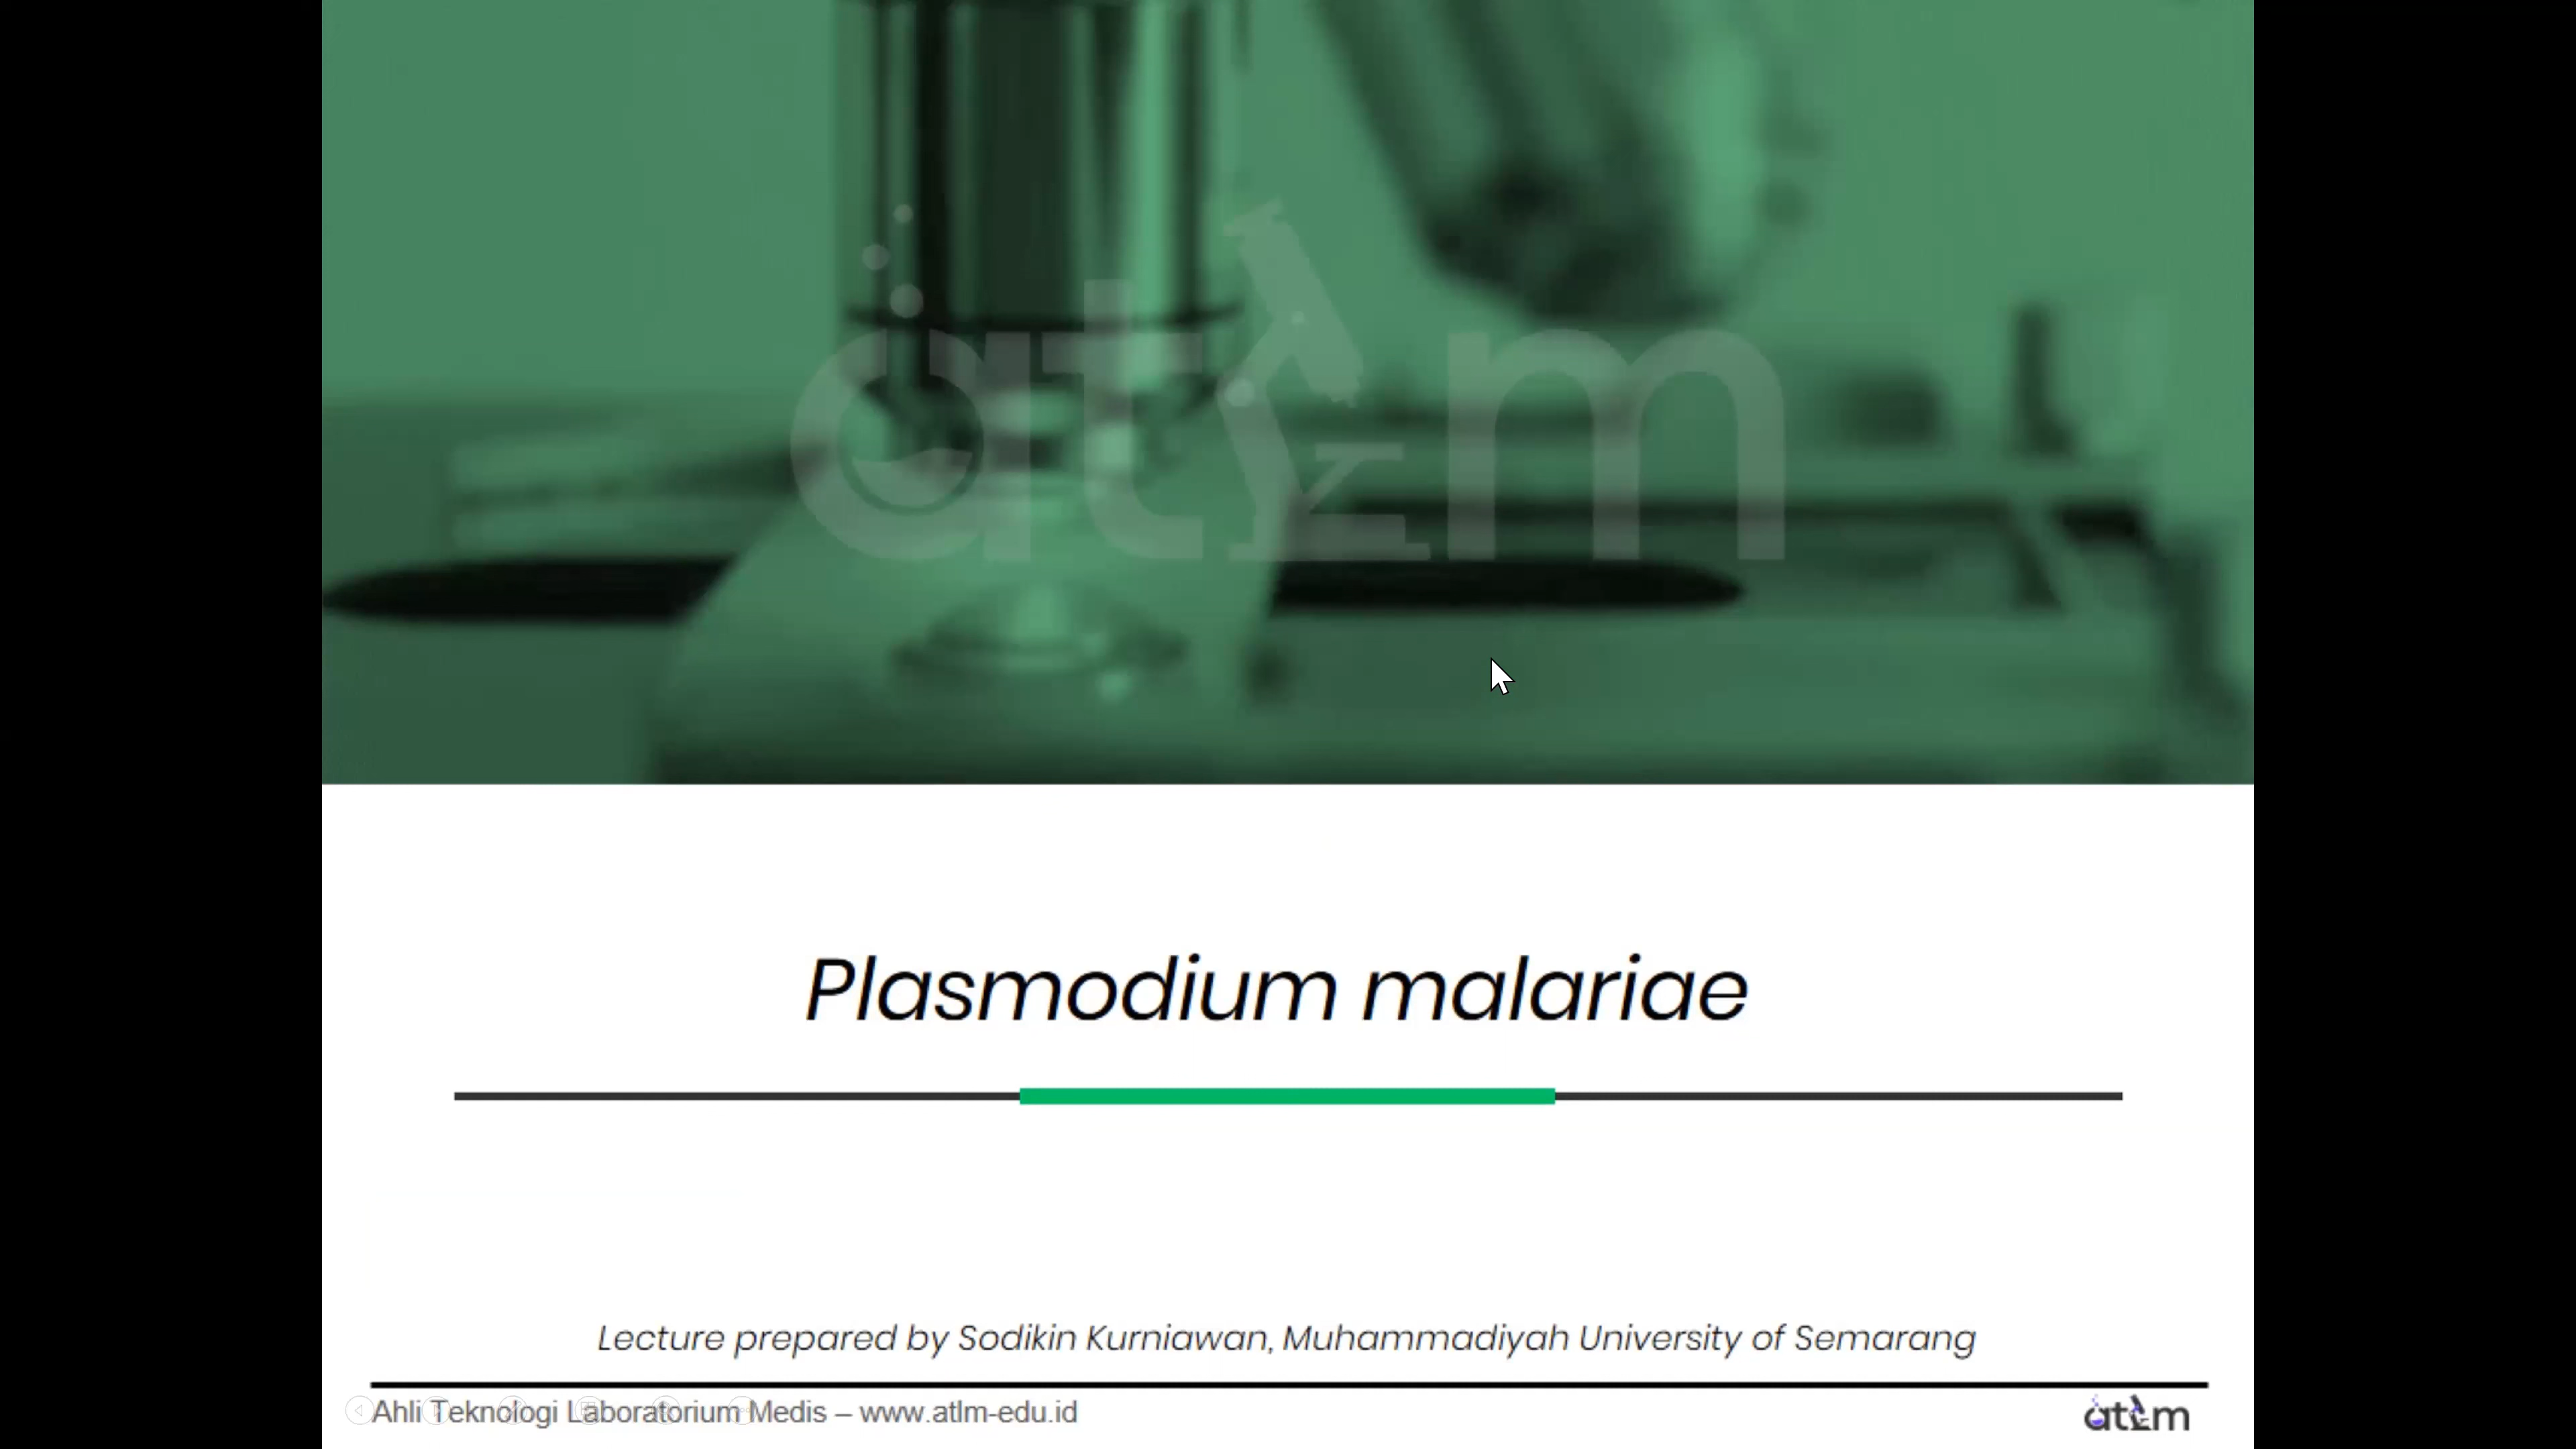 atlm
Plasmodium malariae
Lecture prepared by Sodikin Kurniawan, Muhammadiyah University of Semarang
Ahli Teknologi Laboratorium Medis – www.atlm-edu.id
atlm